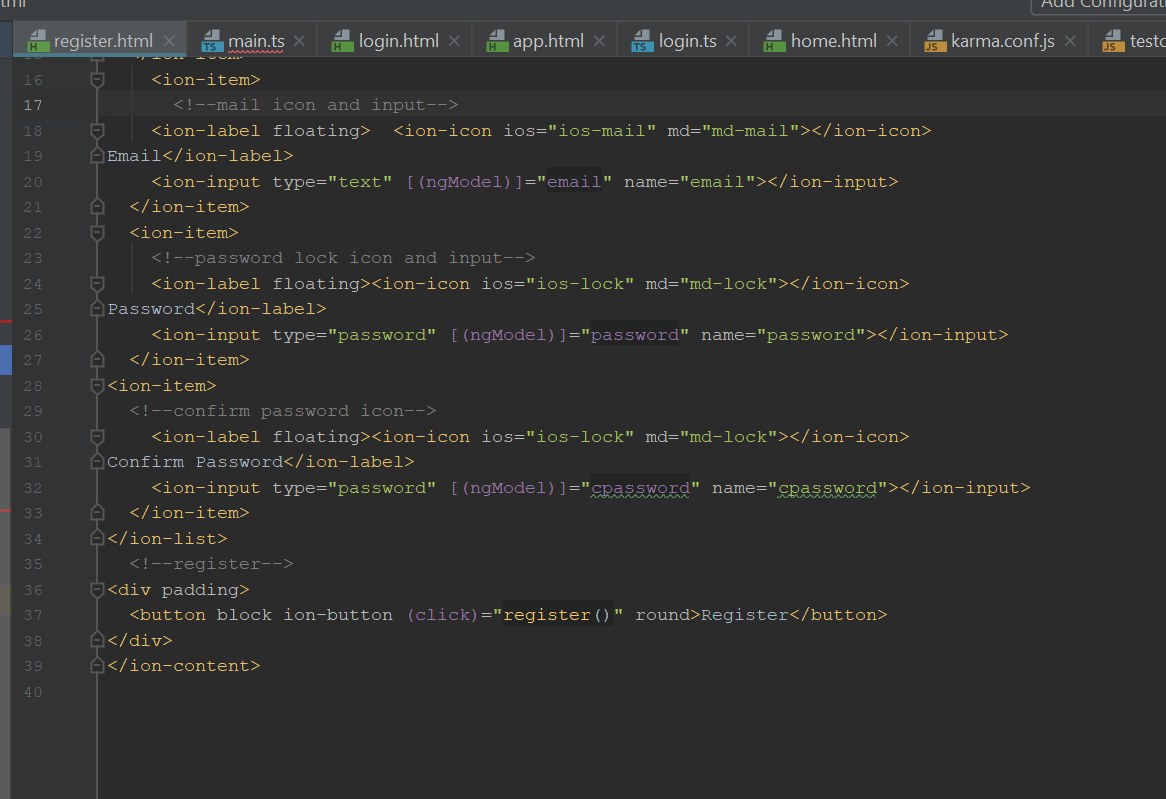 tml
Add Configurat
register.html main.ts login.html app.html login.ts home.html karma.conf.js
15 </ion-item>
16 <ion-item>
17 <!--mail icon and input-->
18 <ion-label floating>  <ion-icon ios="ios-mail" md="md-mail"></ion-icon>
19 Email</ion-label>
20 <ion-input type="text" [(ngModel)]="email" name="email"></ion-input>
21 </ion-item>
22 <ion-item>
23 <!--password lock icon and input-->
24 <ion-label floating><ion-icon ios="ios-lock" md="md-lock"></ion-icon>
25 Password</ion-label>
26 <ion-input type="password" [(ngModel)]="password" name="password"></ion-input>
27 </ion-item>
28 <ion-item>
29 <!--confirm password icon-->
30 <ion-label floating><ion-icon ios="ios-lock" md="md-lock"></ion-icon>
31 Confirm Password</ion-label>
32 <ion-input type="password" [(ngModel)]="cpassword" name="cpassword"></ion-input>
33 </ion-item>
34 </ion-list>
35 <!--register-->
36 <div padding>
37 <button block ion-button (click)="register()" round>Register</button>
38 </div>
39 </ion-content>
40